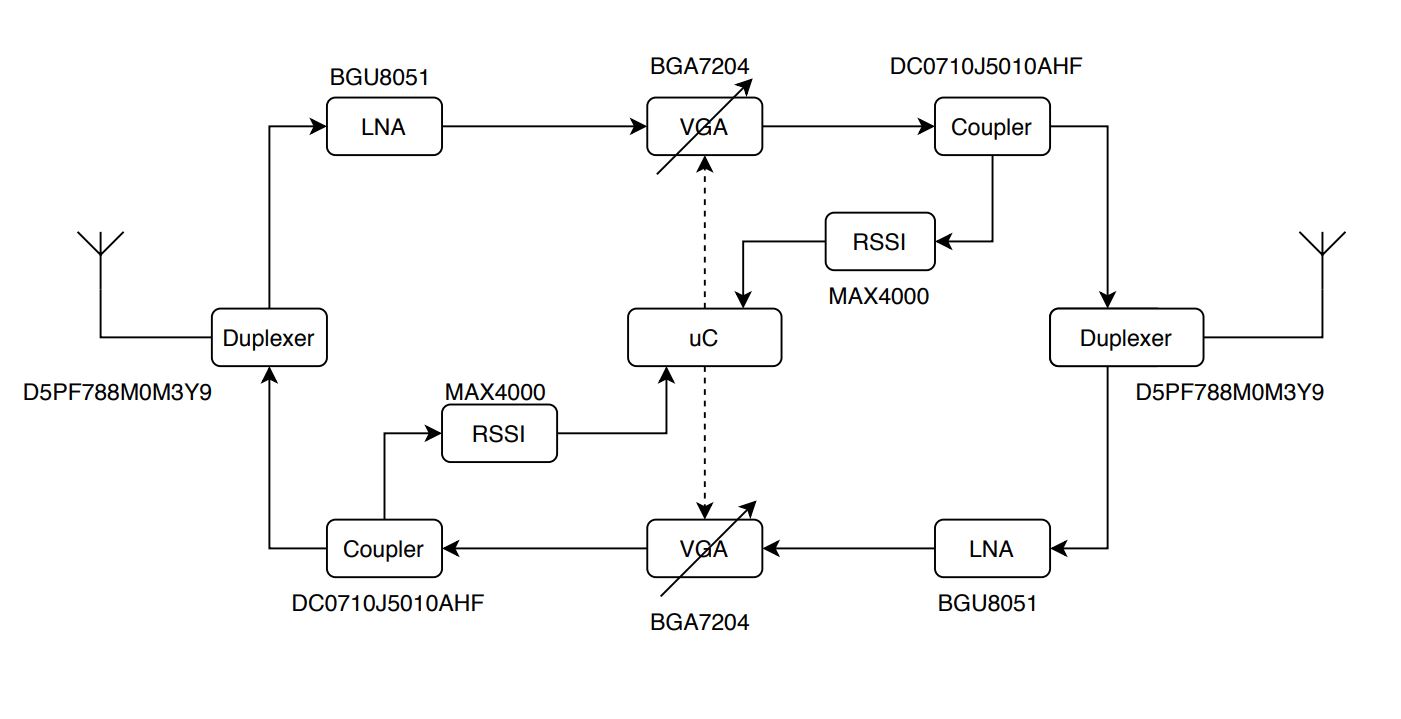 BGU8051
BGA7204
DC0710J5010AHF
LNA
VGA
Coupler
RSSI
MAX4000
Duplexer
uC
Duplexer
D5PF788M0M3Y9
MAX4000
D5PF788M0M3Y9
RSSI
Coupler
VGA
LNA
DC0710J5010AHF
BGA7204
BGU8051